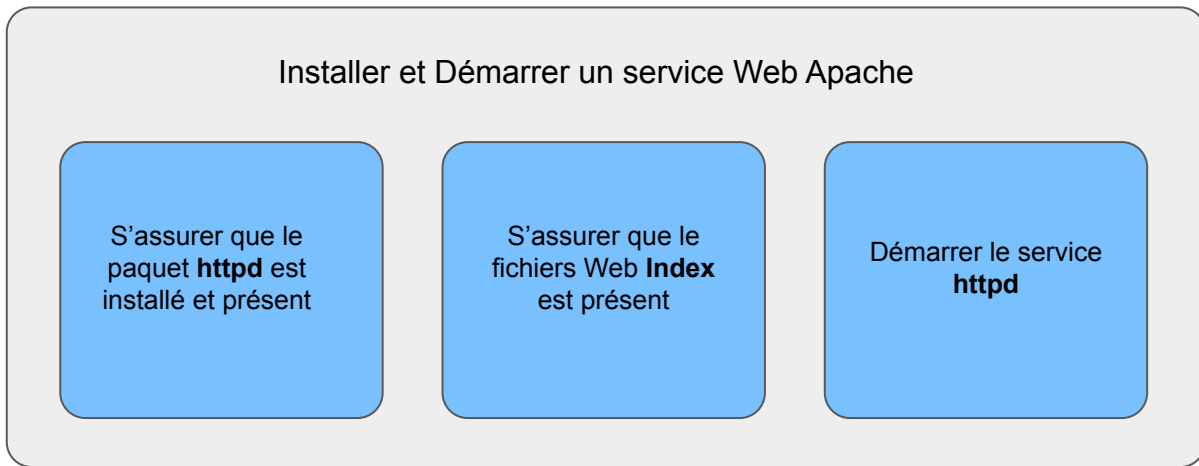 Installer et Démarrer un service Web Apache
S’assurer que le
paquet httpd est
installé et présent
S’assurer que le
fichiers Web Index
est présent
Démarrer le service
httpd